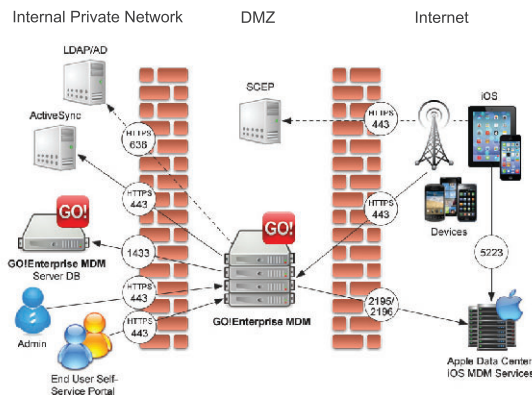 Internal Private Network
DMZ
Internet
LDAP/AD
SCEP
iOS
HTTPS
636
HTTPS
443
ActiveSync
HTTPS
443
HTTPS
443
Devices
GO!
GO!
1433
5223
GO!Enterprise MDM
Server DB
HTTPS
443
2195/
2196
GO!Enterprise MDM
Admin
HTTPS
443
Apple Data Center
iOS MDM Services
End User Self-
Service Portal